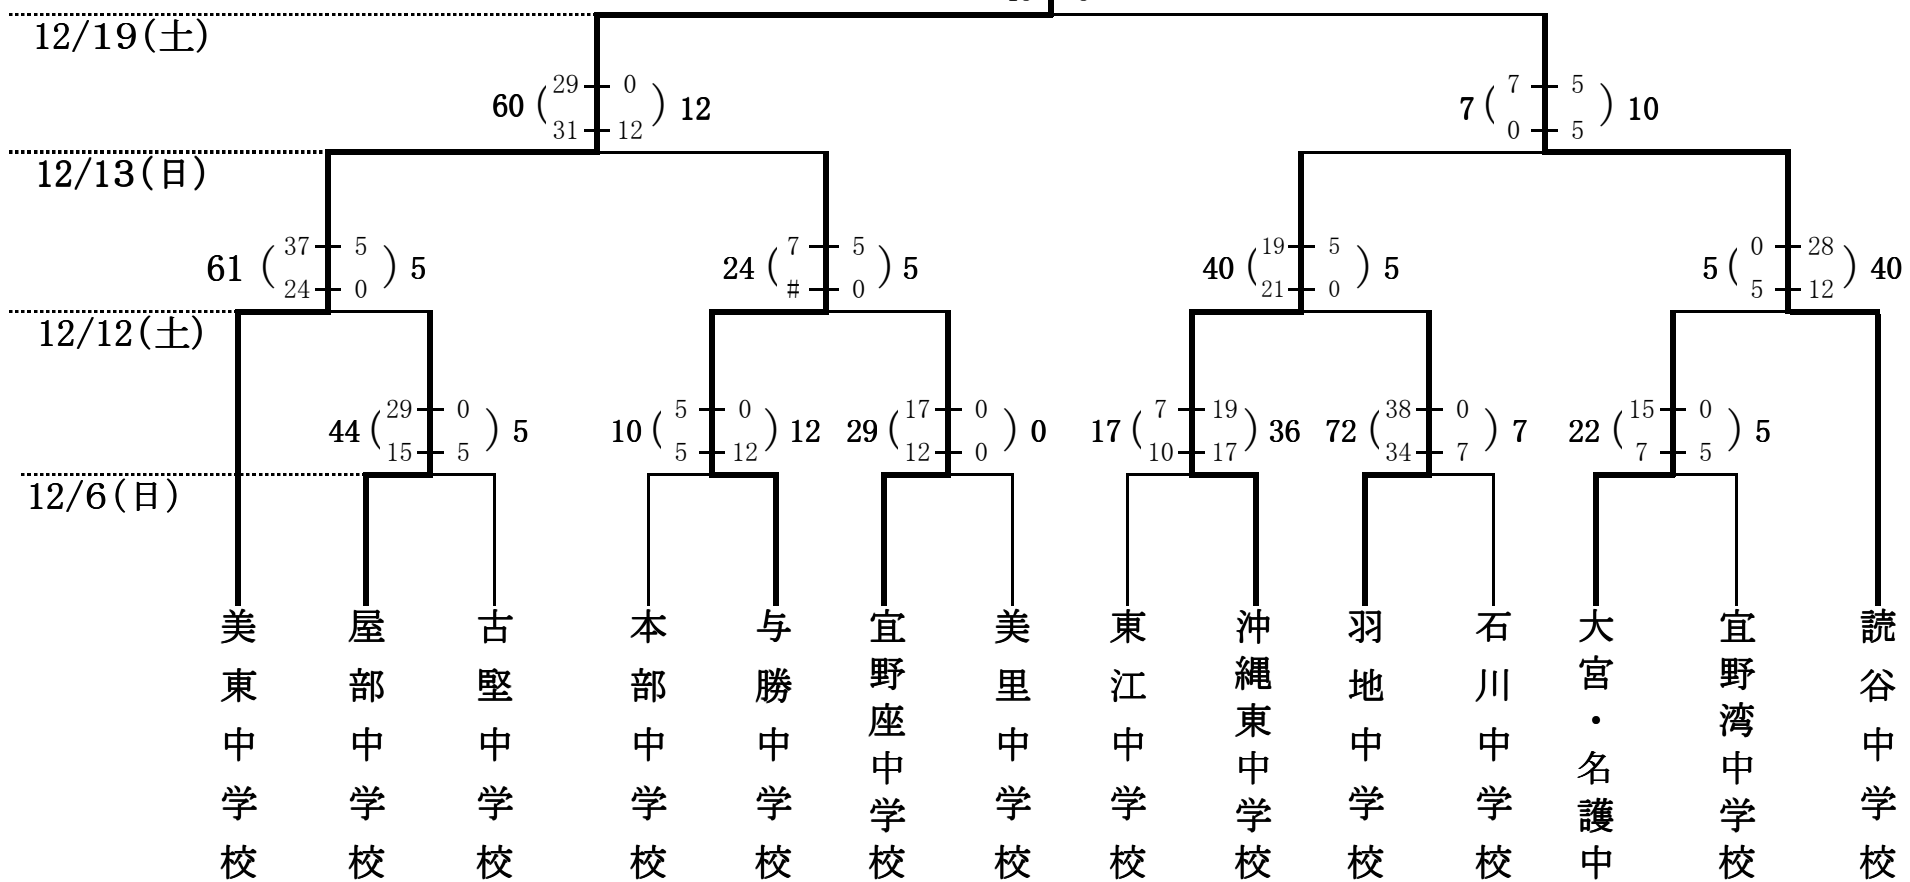 12/19(土)
29 0
60 ( ) 12
31 12
7 5
7 ( ) 10
0 5
12/13(日)
37 5
61 ( ) 5
24 0
7 5
24 ( ) 5
# 0
19 5
40 ( ) 5
21 0
0 28
5 ( ) 40
5 12
12/12(土)
29 0
44 ( ) 5
15 5
5 0
10 ( ) 12
5 12
17 0
29 ( ) 0
12 0
7 19
17 ( ) 36
10 17
38 0
72 ( ) 7
34 7
15 0
22 ( ) 5
7 5
12/6(日)
美東中学校
屋部中学校
古堅中学校
本部中学校
与勝中学校
宜野座中学校
美里中学校
東江中学校
沖縄東中学校
羽地中学校
石川中学校
大宮・名護中
宜野湾中学校
読谷中学校